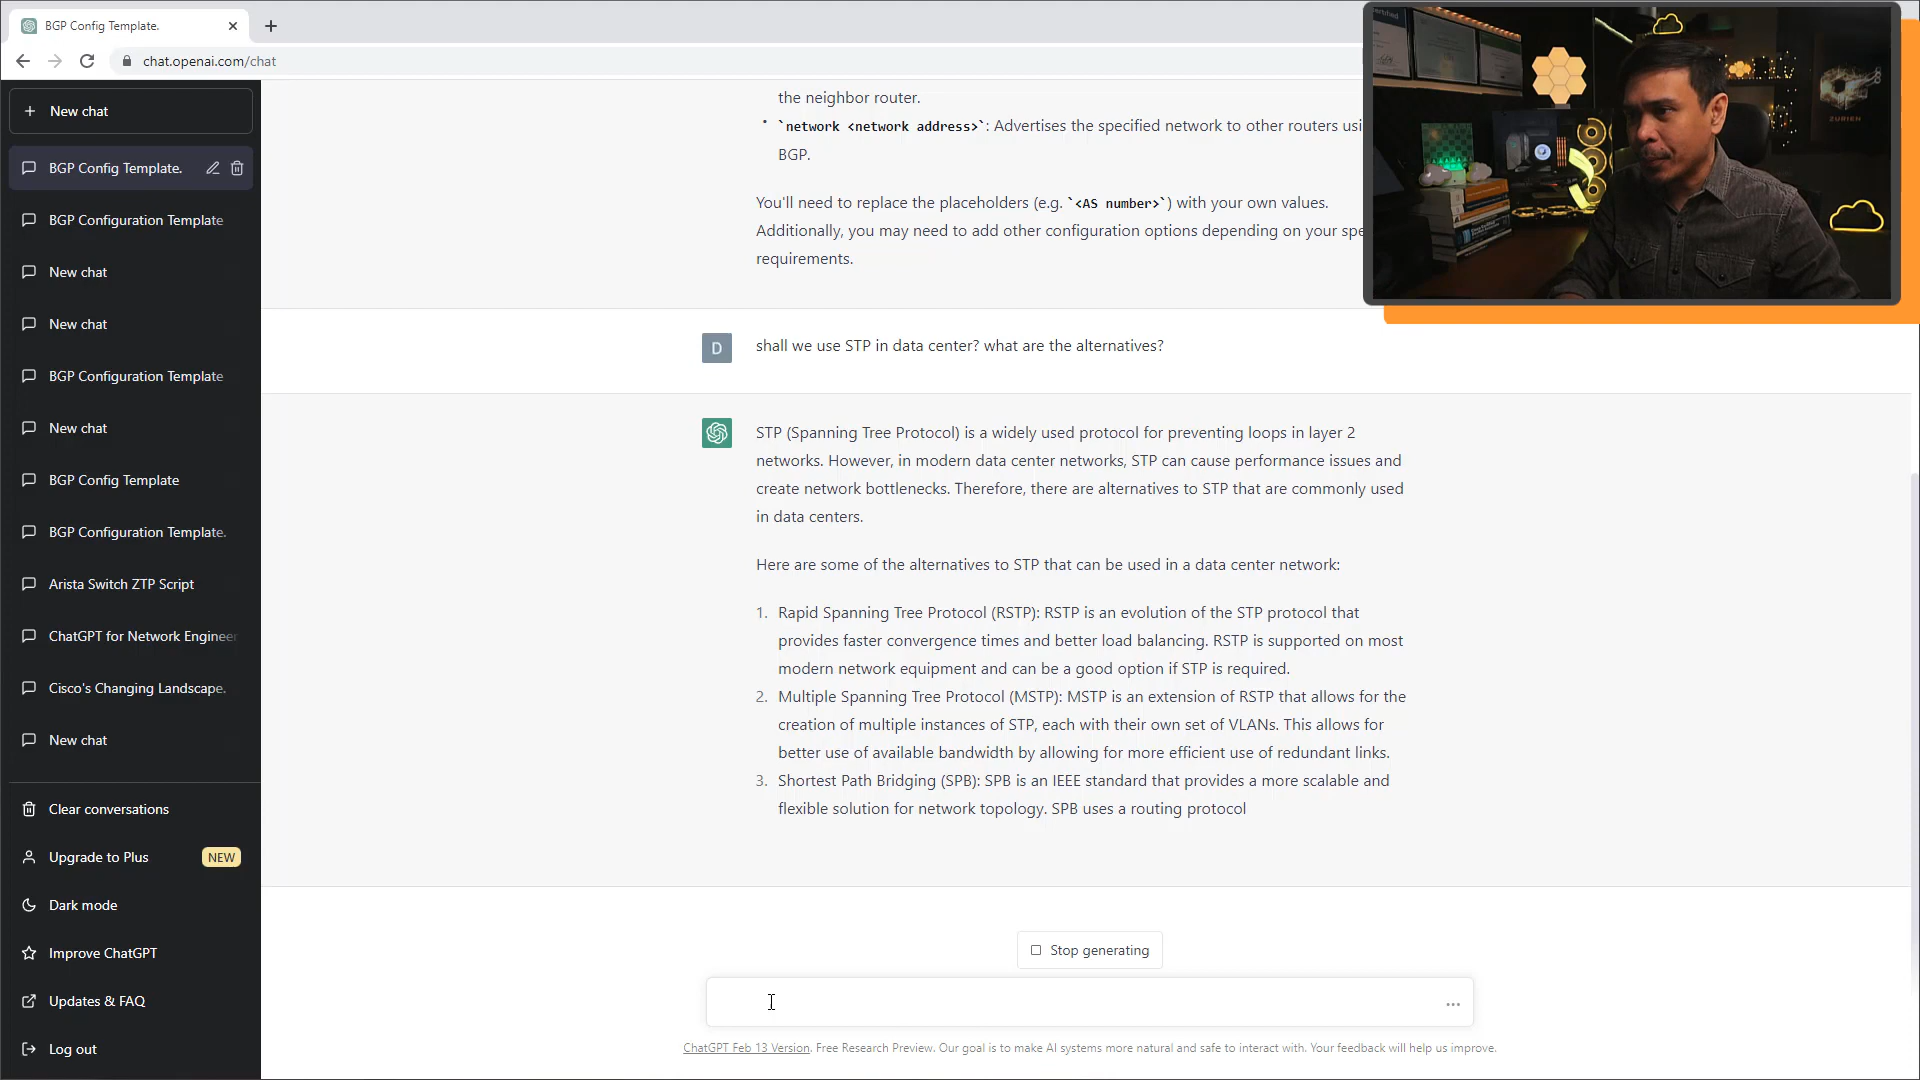 BGP Config Template.
chat.openai.com/chat
New chat
BGP Config Template.
BGP Configuration Template
New chat
New chat
BGP Configuration Template
New chat
BGP Config Template
BGP Configuration Template.
Arista Switch ZTP Script
ChatGPT for Network Engineer
Cisco's Changing Landscape.
New chat
Clear conversations
Upgrade to Plus NEW
Dark mode
Improve ChatGPT
Updates & FAQ
Log out
the neighbor router.
• `network <network address>`: Advertises the specified network to other routers usi
BGP.
You'll need to replace the placeholders (e.g. `<AS number>`) with your own values.
Additionally, you may need to add other configuration options depending on your spe
requirements.
D
shall we use STP in data center? what are the alternatives?
STP (Spanning Tree Protocol) is a widely used protocol for preventing loops in layer 2
networks. However, in modern data center networks, STP can cause performance issues and
create network bottlenecks. Therefore, there are alternatives to STP that are commonly used
in data centers.
Here are some of the alternatives to STP that can be used in a data center network:
1. Rapid Spanning Tree Protocol (RSTP): RSTP is an evolution of the STP protocol that
provides faster convergence times and better load balancing. RSTP is supported on most
modern network equipment and can be a good option if STP is required.
2. Multiple Spanning Tree Protocol (MSTP): MSTP is an extension of RSTP that allows for the
creation of multiple instances of STP, each with their own set of VLANs. This allows for
better use of available bandwidth by allowing for more efficient use of redundant links.
3. Shortest Path Bridging (SPB): SPB is an IEEE standard that provides a more scalable and
flexible solution for network topology. SPB uses a routing protocol
Stop generating
ChatGPT Feb 13 Version. Free Research Preview. Our goal is to make AI systems more natural and safe to interact with. Your feedback will help us improve.
ZURIEN